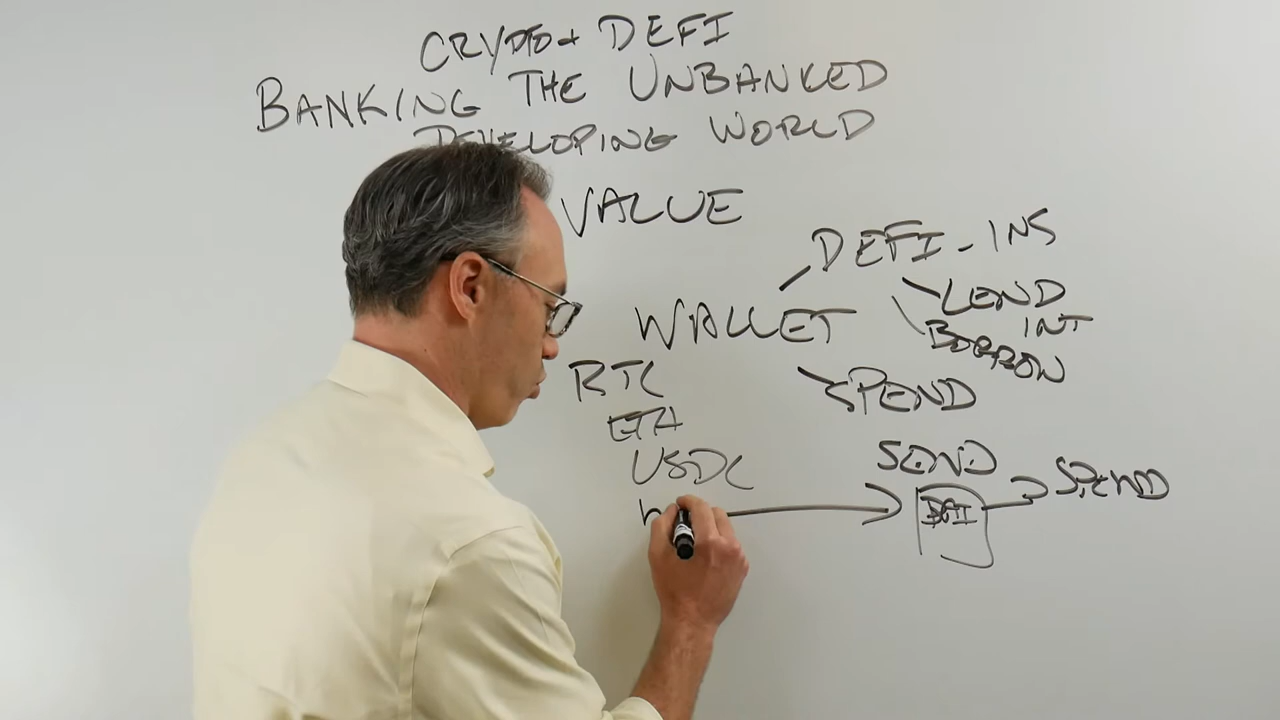 CRYPTO + DEFI
BANKING THE UNBANKED
DEVELOPING WORLD
VALUE
DEFI - INS
LEND
INT
BORROW
WALLET
SPEND
BTC
ETH
USDC
SEND
SPEND